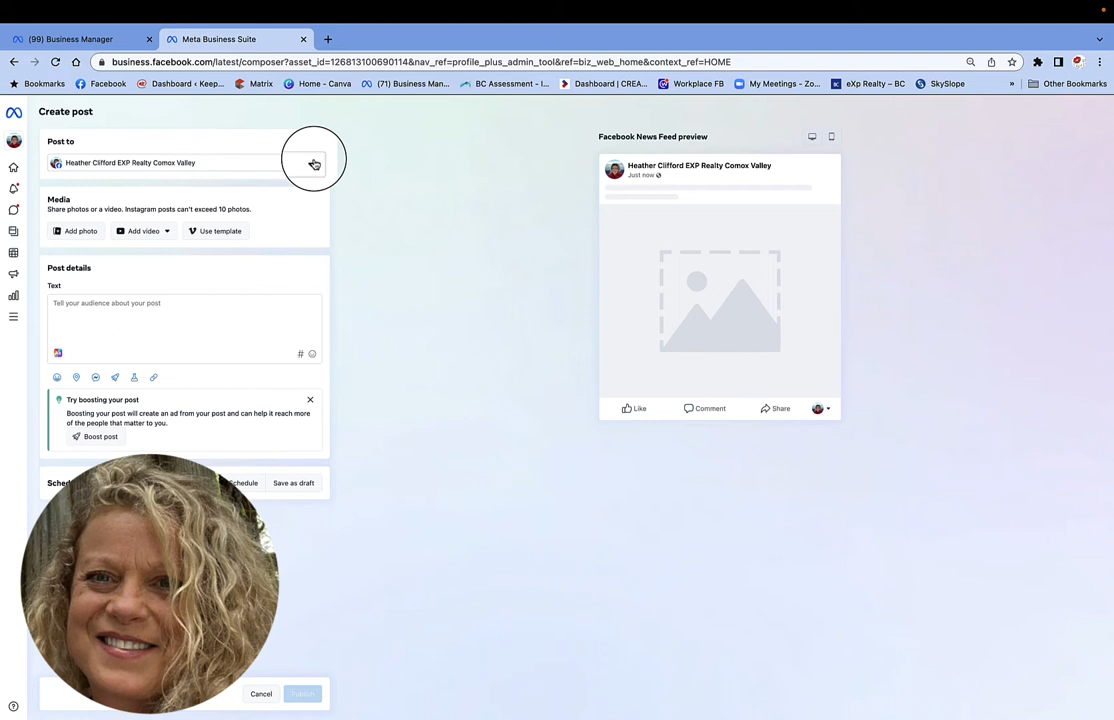 (99) Business Manager
Meta Business Suite
business.facebook.com/latest/composer?asset_id=126813100690114&nav_ref=profile_plus_admin_tool&ref=biz_web_home&context_ref=HOME
Bookmarks
Facebook
Dashboard ‹ Keep...
Matrix
Home - Canva
(71) Business Man...
BC Assessment - I...
Dashboard | CREA...
Workplace FB
My Meetings - Zo...
eXp Realty – BC
SkySlope
»
Other Bookmarks
Create post
Post to
Heather Clifford EXP Realty Comox Valley
Media
Share photos or a video. Instagram posts can't exceed 10 photos.
Add photo
Add video
Use template
Post details
Text
Tell your audience about your post
#
Try boosting your post
Boosting your post will create an ad from your post and can help it reach more
of the people that matter to you.
Boost post
Schedule
Save as draft
Cancel
Publish
Facebook News Feed preview
Heather Clifford EXP Realty Comox Valley
Just now
Like
Comment
Share